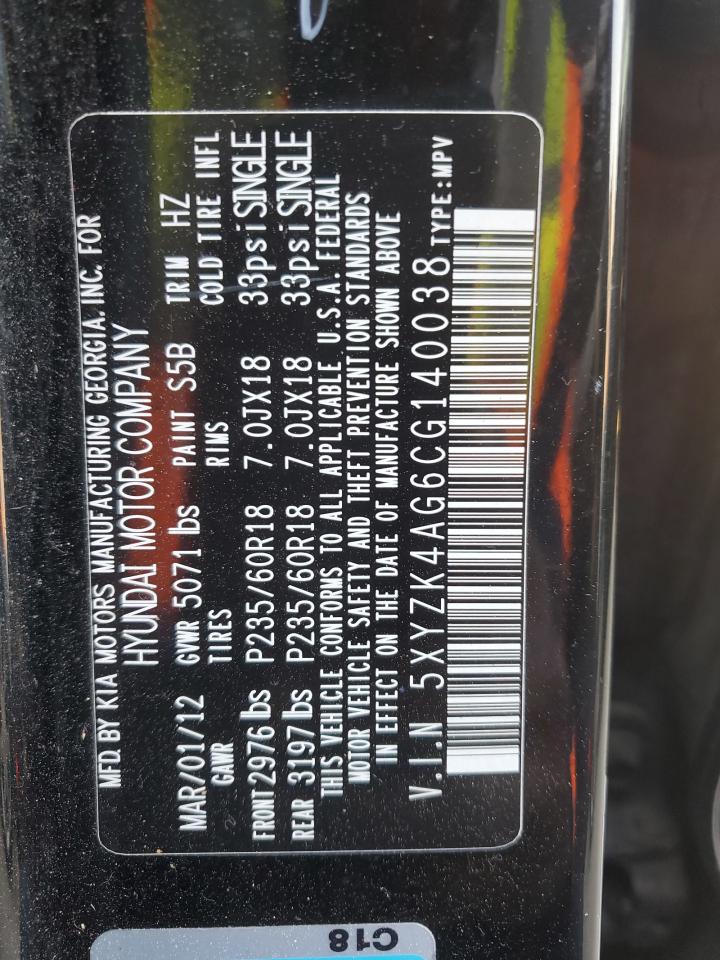 MFD. BY KIA MOTORS MANUFACTURING GEORGIA. INC. FOR
HYUNDAI MOTOR COMPANY
MAR/01/12 GVWR 5071 lbs PAINT S5B TRIM HZ
GAWR TIRES RIMS COLD TIRE INFL
FRONT 2976 lbs P235/60R18 7.0JX18 33psi SINGLE
REAR 3197 lbs P235/60R18 7.0JX18 33psi SINGLE
THIS VEHICLE CONFORMS TO ALL APPLICABLE U.S.A. FEDERAL
MOTOR VEHICLE SAFETY AND THEFT PREVENTION STANDARDS
IN EFFECT ON THE DATE OF MANUFACTURE SHOWN ABOVE
V.I.N 5XYZK4AG6CG140038 TYPE:MPV
C18